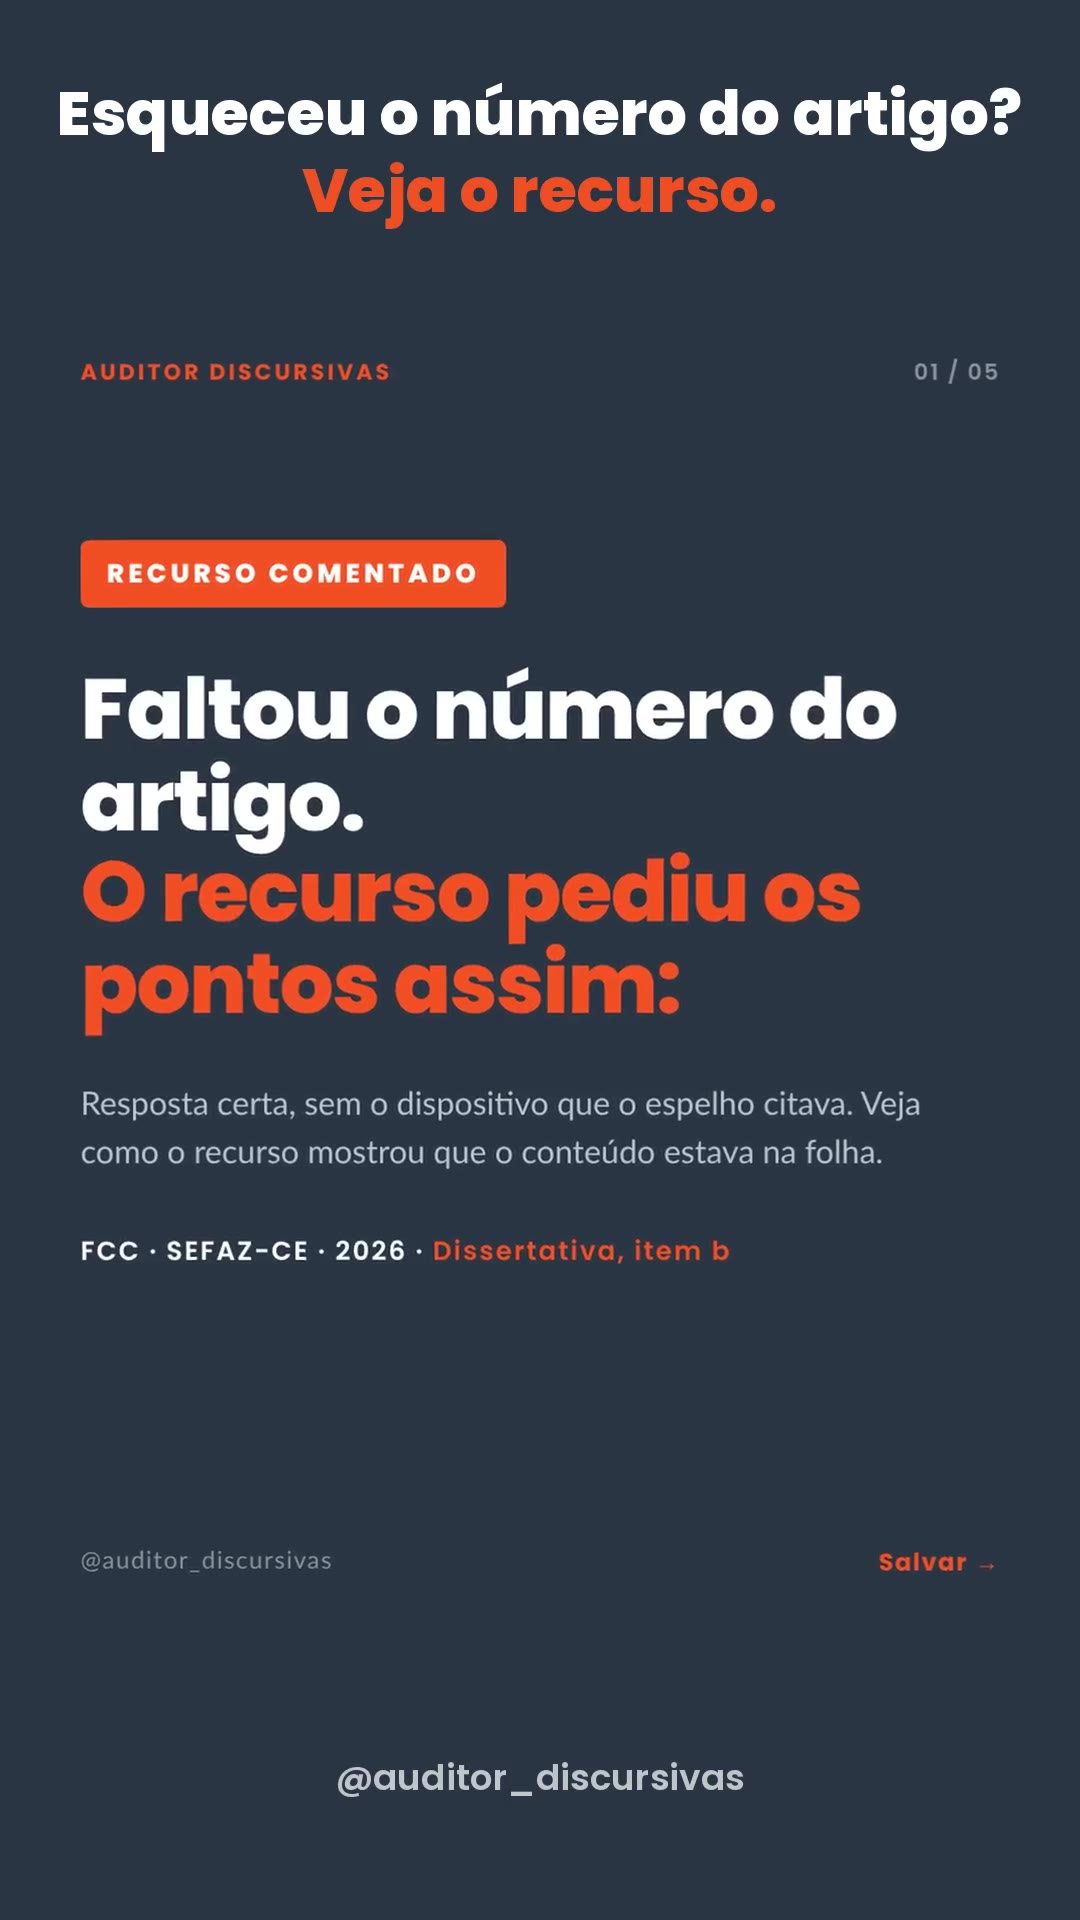 Esqueceu o número do artigo?
Veja o recurso.
AUDITOR DISCURSIVAS
01 / 05
RECURSO COMENTADO
Faltou o número do
artigo.
O recurso pediu os
pontos assim:
Resposta certa, sem o dispositivo que o espelho citava. Veja
como o recurso mostrou que o conteúdo estava na folha.
FCC · SEFAZ-CE · 2026 · Dissertativa, item b
@auditor_discursivas
Salvar →
@auditor_discursivas